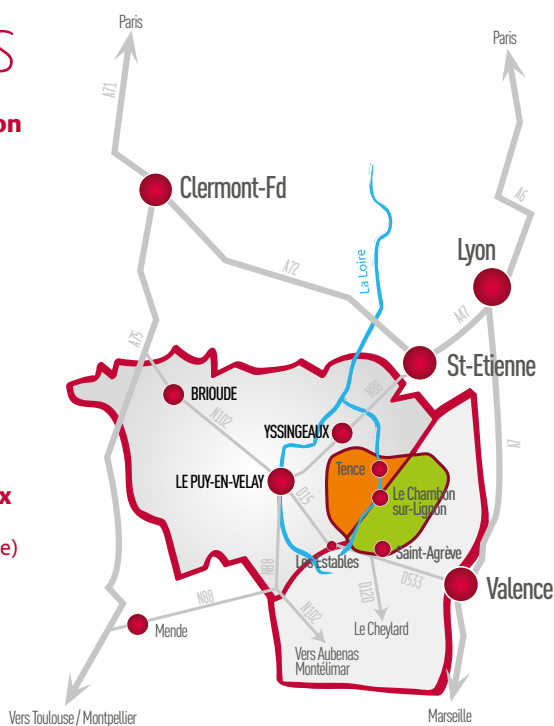 Paris
Paris
S
A71
on
Clermont-Fd
A6
Lyon
La Loire
A72
A47
A75
St-Etienne
BRIOUDE
N88
N102
YSSINGEAUX
A7
Tence
LE PUY-EN-VELAY
D15
Le Chambon
sur-Lignon
x
e)
Les Estables
Saint-Agrève
N88
D533
D120
Valence
N88
N102
Mende
Le Cheylard
Vers Aubenas
Montélimar
Vers Toulouse / Montpellier
Marseille